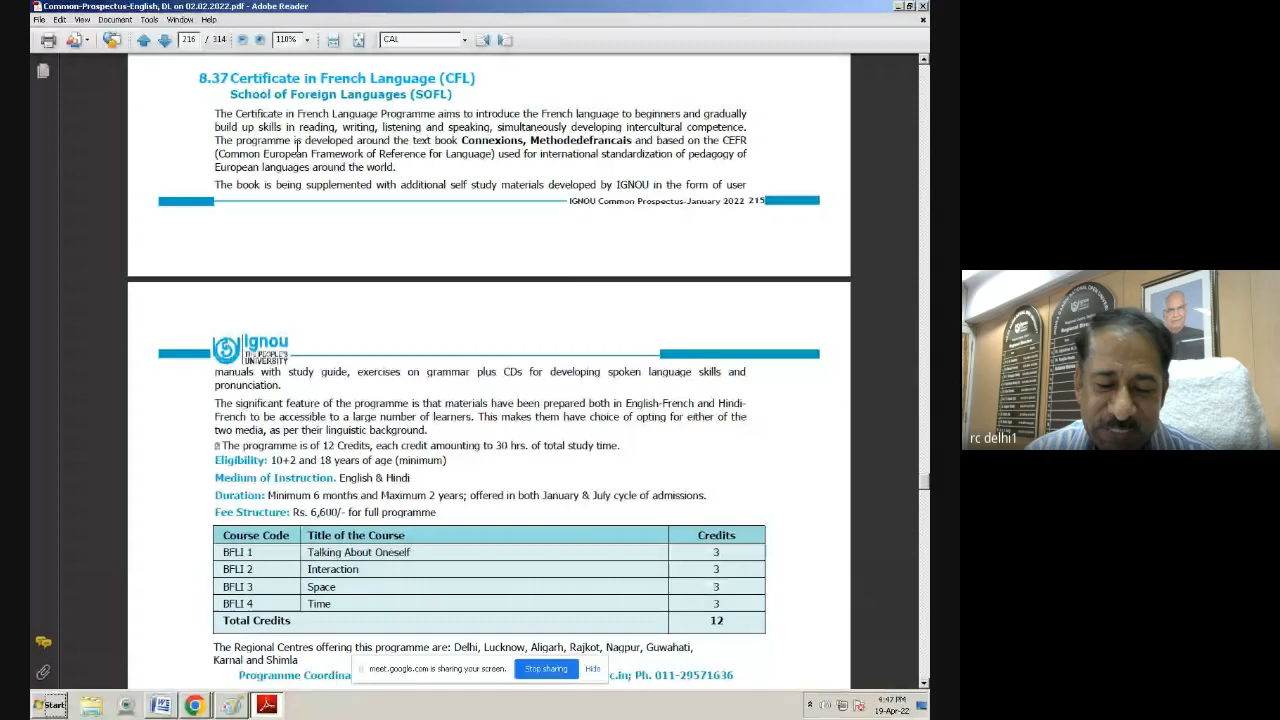 Common-Prospectus-English, DL on 02.02.2022.pdf - Adobe Reader
File Edit View Document Tools Window Help
216 / 314 110% CAL
8.37 Certificate in French Language (CFL)
School of Foreign Languages (SOFL)
The Certificate in French Language Programme aims to introduce the French language to beginners and gradually
build up skills in reading, writing, listening and speaking, simultaneously developing intercultural competence.
The programme is developed around the text book Connexions, Methodedefrancais and based on the CEFR
(Common European Framework of Reference for Language) used for international standardization of pedagogy of
European languages around the world.
The book is being supplemented with additional self study materials developed by IGNOU in the form of user
IGNOU Common Prospectus-January 2022 215
ignou
THE PEOPLE'S
UNIVERSITY
manuals with study guide, exercises on grammar plus CDs for developing spoken language skills and
pronunciation.
The significant feature of the programme is that materials have been prepared both in English-French and Hindi-
French to be accessible to a large number of learners. This makes them have choice of opting for either of the
two media, as per their linguistic background.
The programme is of 12 Credits, each credit amounting to 30 hrs. of total study time.
Eligibility: 10+2 and 18 years of age (minimum)
Medium of Instruction. English & Hindi
Duration: Minimum 6 months and Maximum 2 years; offered in both January & July cycle of admissions.
Fee Structure: Rs. 6,600/- for full programme
Course Code Title of the Course Credits
BFLI 1 Talking About Oneself 3
BFLI 2 Interaction 3
BFLI 3 Space 3
BFLI 4 Time 3
Total Credits 12
The Regional Centres offering this programme are: Delhi, Lucknow, Aligarh, Rajkot, Nagpur, Guwahati,
Karnal and Shimla
Programme Coordina c.in; Ph. 011-29571636
meet.google.com is sharing your screen. Stop sharing Hide
Start
4:47 PM
19-Apr-22
rc delhi1